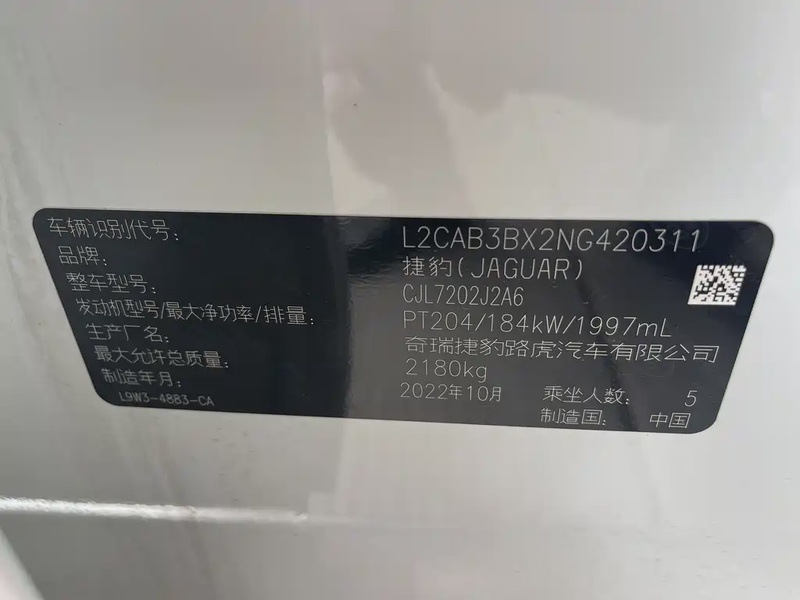 车辆识别代号: L2CAB3BX2NG420311
品牌: 捷豹(JAGUAR)
整车型号: CJL7202J2A6
发动机型号/最大净功率/排量: PT204/184kW/1997mL
生产厂名: 奇瑞捷豹路虎汽车有限公司
最大允许总质量: 2180kg
制造年月: 2022年10月 乘坐人数: 5
L9W3-4883-CA 制造国: 中国